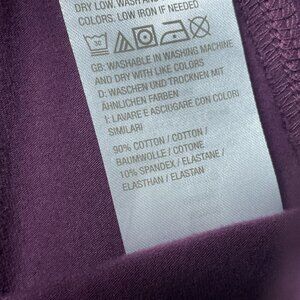 DRY LOW. WASH AND
COLORS. LOW IRON IF NEEDED
GB: WASHABLE IN WASHING MACHINE
AND DRY WITH LIKE COLORS
D: WASCHEN UND TROCKNEN MIT
ÄHNLICHEN FARBEN
I: LAVARE E ASCIUGARE CON COLORI
SIMILARI
90% COTTON / COTTON /
BAUMWOLLE / COTONE
10% SPANDEX / ELASTANE /
ELASTHAN / ELASTAN